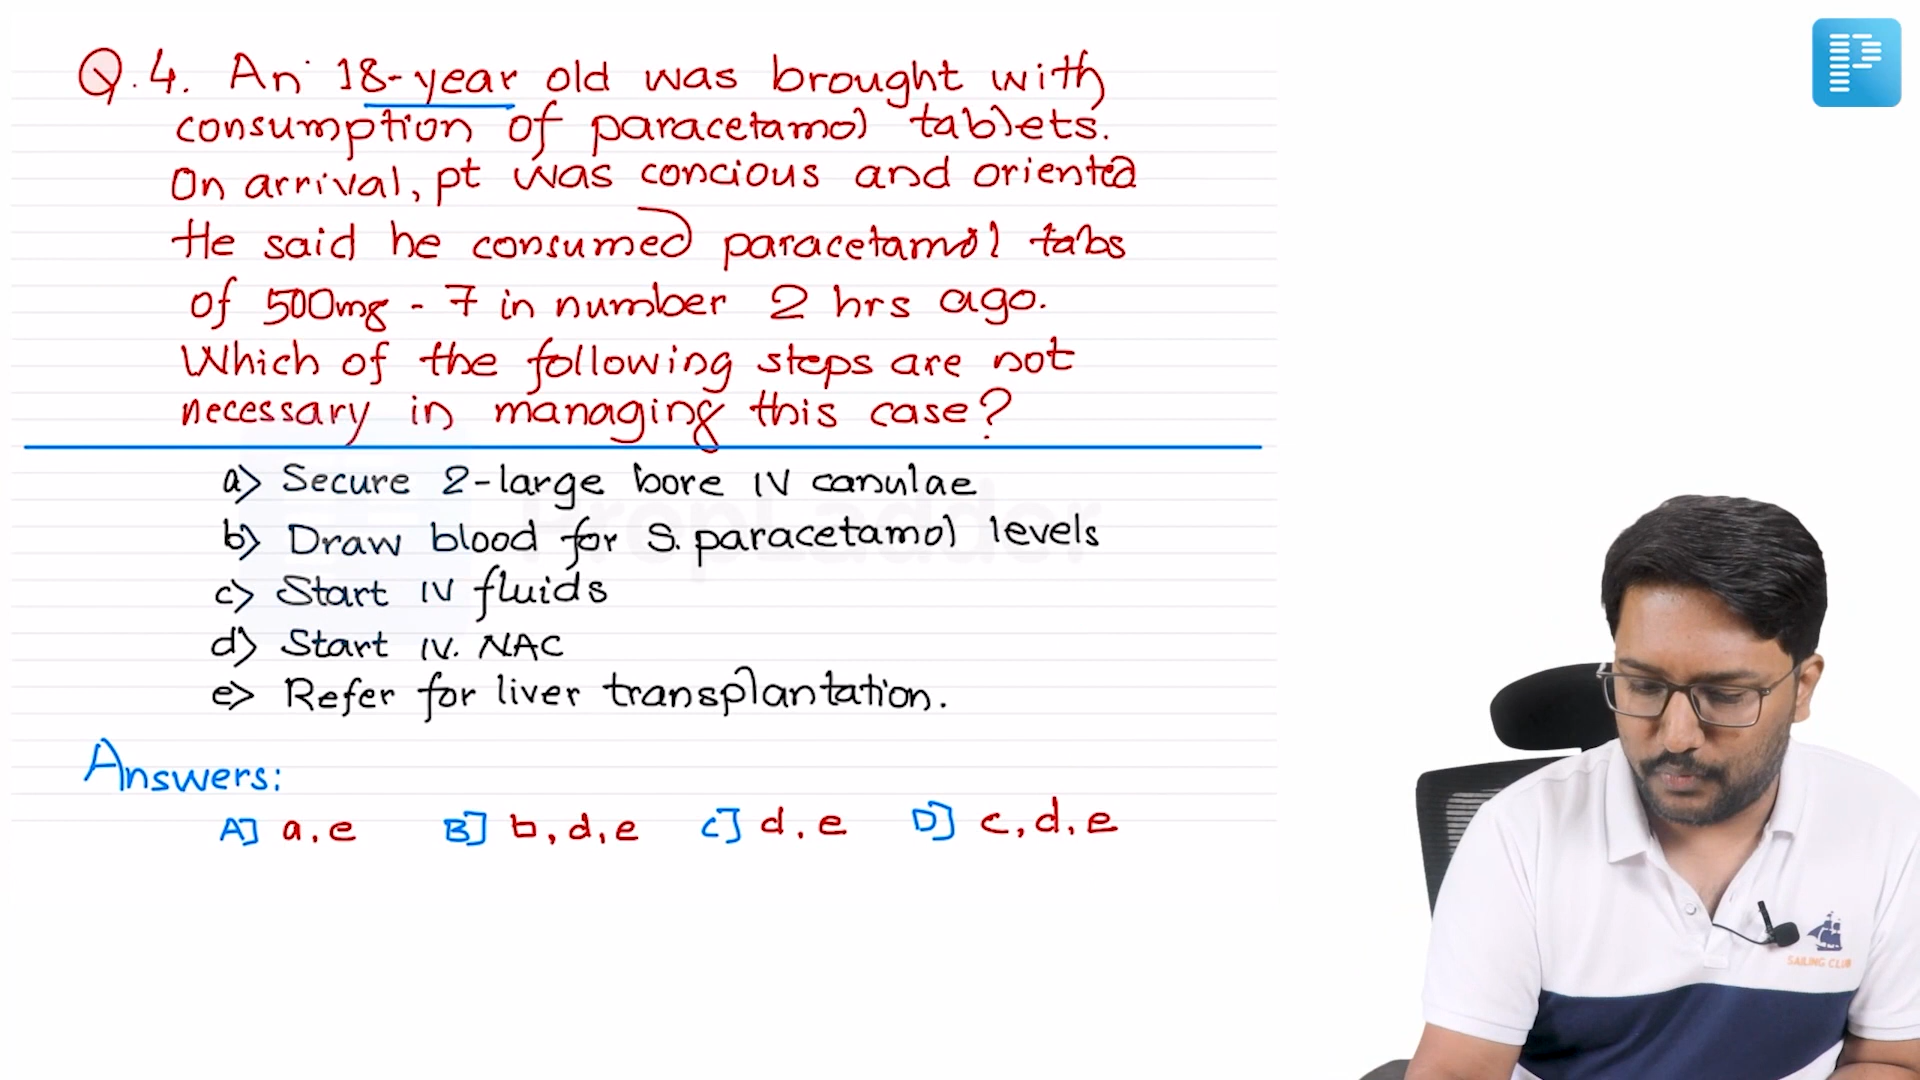 Q.4. An 18-year old was brought with
consumption of paracetamol tablets.
On arrival, pt was concious and oriented
He said he consumed paracetamol tabs
of 500mg - 7 in number 2 hrs ago.
Which of the following steps are not
necessary in managing this case?
a) Secure 2-large bore IV canulae
b) Draw blood for S. paracetamol levels
c) Start IV fluids
d) Start IV. NAC
e) Refer for liver transplantation.
Answers:
A] a, e B] b, d, e C] d, e D] c, d, e
PrepLadder
SAILING CLUB